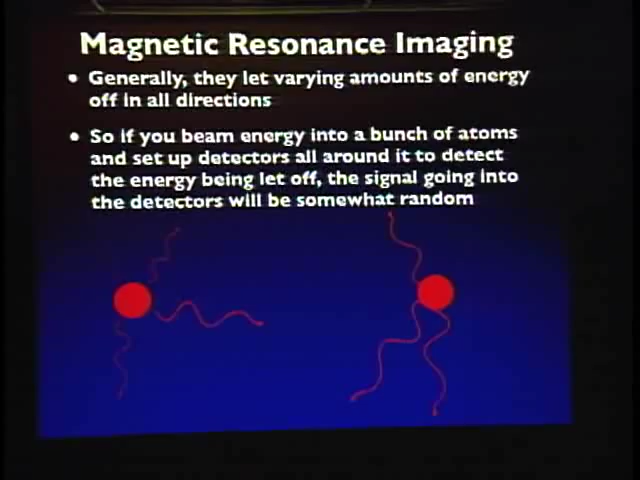 Magnetic Resonance Imaging
• Generally, they let varying amounts of energy
off in all directions
• So if you beam energy into a bunch of atoms
and set up detectors all around it to detect
the energy being let off, the signal going into
the detectors will be somewhat random